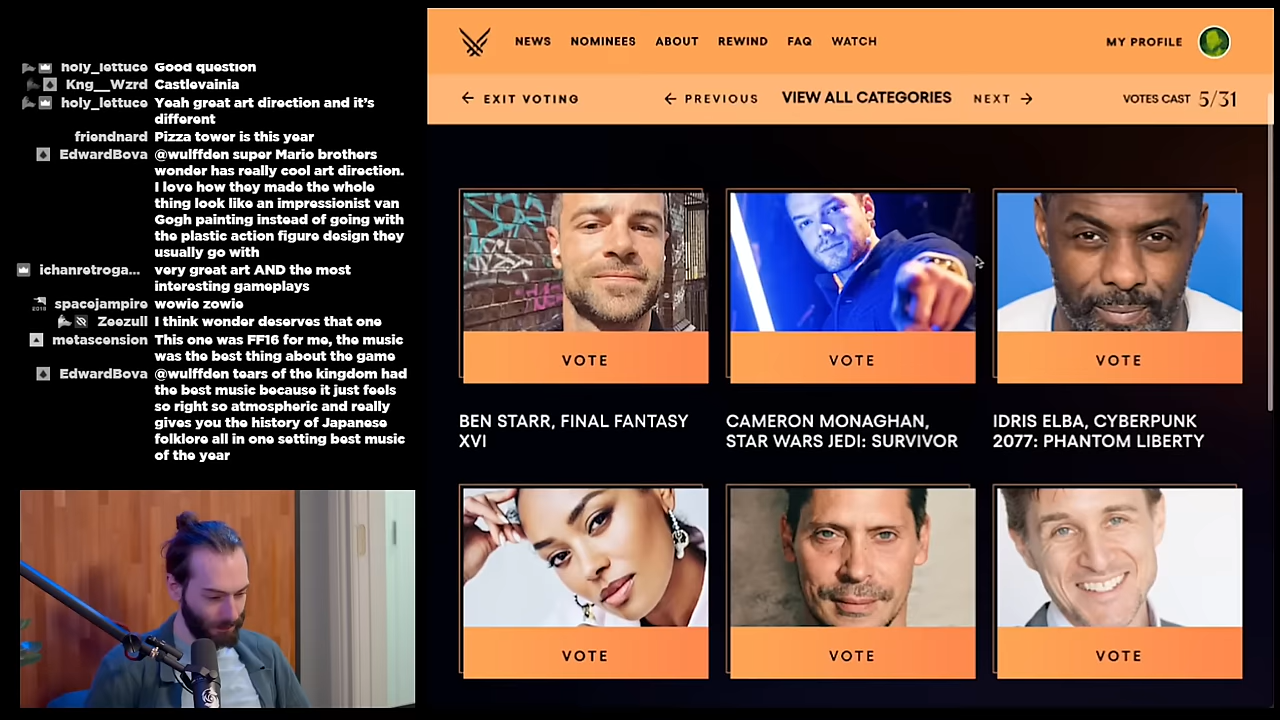 holy_lettuce Good question
Kng__Wzrd Castlevainia
holy_lettuce Yeah great art direction and it's
different
friendnard Pizza tower is this year
EdwardBova @wulffden super Mario brothers
wonder has really cool art direction.
I love how they made the whole
thing look like an impressionist van
Gogh painting instead of going with
the plastic action figure design they
usually go with
ichanretroga... very great art AND the most
interesting gameplays
spacejampire wowie zowie
Zeezull I think wonder deserves that one
metascension This one was FF16 for me, the music
was the best thing about the game
EdwardBova @wulffden tears of the kingdom had
the best music because it just feels
so right so atmospheric and really
gives you the history of Japanese
folklore all in one setting best music
of the year
NEWS NOMINEES ABOUT REWIND FAQ WATCH MY PROFILE
EXIT VOTING PREVIOUS VIEW ALL CATEGORIES NEXT VOTES CAST 5/31
VOTE VOTE VOTE
BEN STARR, FINAL FANTASY
XVI
CAMERON MONAGHAN,
STAR WARS JEDI: SURVIVOR
IDRIS ELBA, CYBERPUNK
2077: PHANTOM LIBERTY
VOTE VOTE VOTE